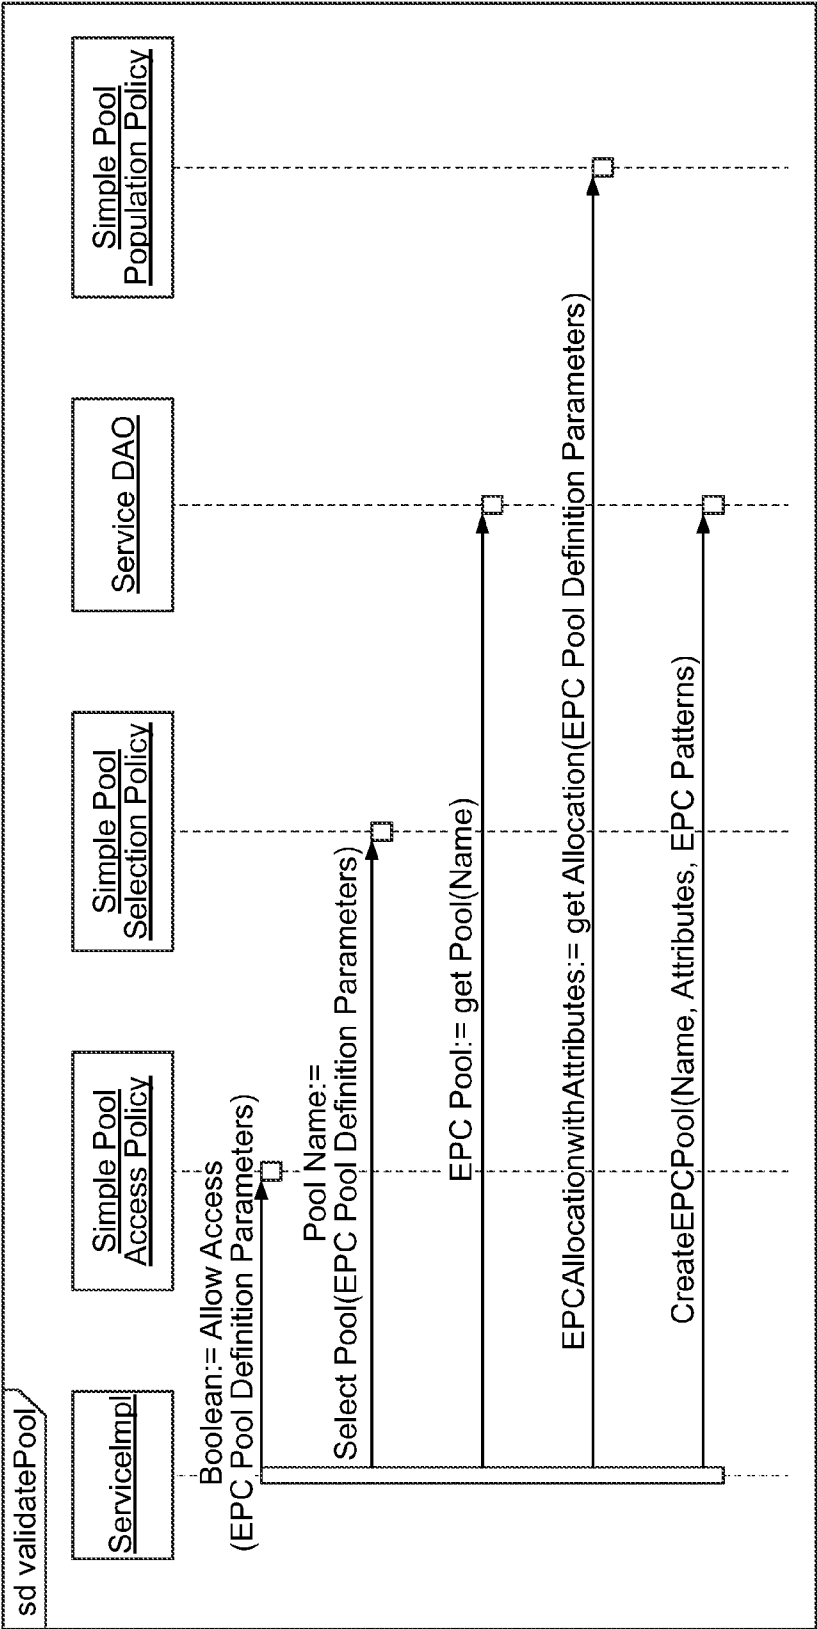 sd validatePool
ServiceImpl
Simple Pool
Access Policy
Simple Pool
Selection Policy
Service DAO
Simple Pool
Population Policy
Boolean:= Allow Access
(EPC Pool Definition Parameters)
Pool Name:=
Select Pool(EPC Pool Definition Parameters)
EPC Pool:= get Pool(Name)
EPCAllocationwithAttributes:= get Allocation(EPC Pool Definition Parameters)
CreateEPCPool(Name, Attributes, EPC Patterns)